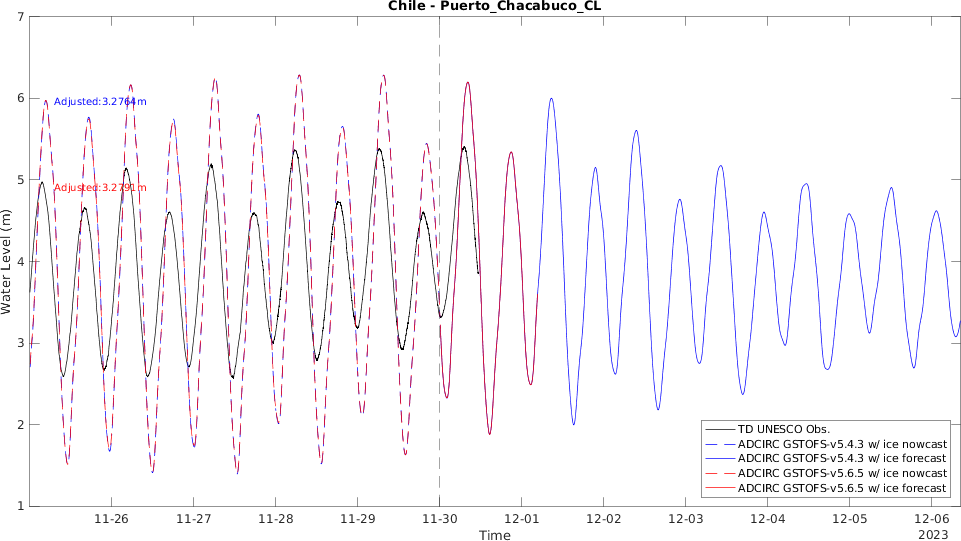 Chile - Puerto_Chacabuco_CL
7
6
5
4
3
2
1
Water Level (m)
Adjusted:3.2764m
Adjusted:3.2791m
TD UNESCO Obs.
ADCIRC GSTOFS-v5.4.3 w/ ice nowcast
ADCIRC GSTOFS-v5.4.3 w/ ice forecast
ADCIRC GSTOFS-v5.6.5 w/ ice nowcast
ADCIRC GSTOFS-v5.6.5 w/ ice forecast
11-26 11-27 11-28 11-29 11-30 12-01 12-02 12-03 12-04 12-05 12-06
Time 2023